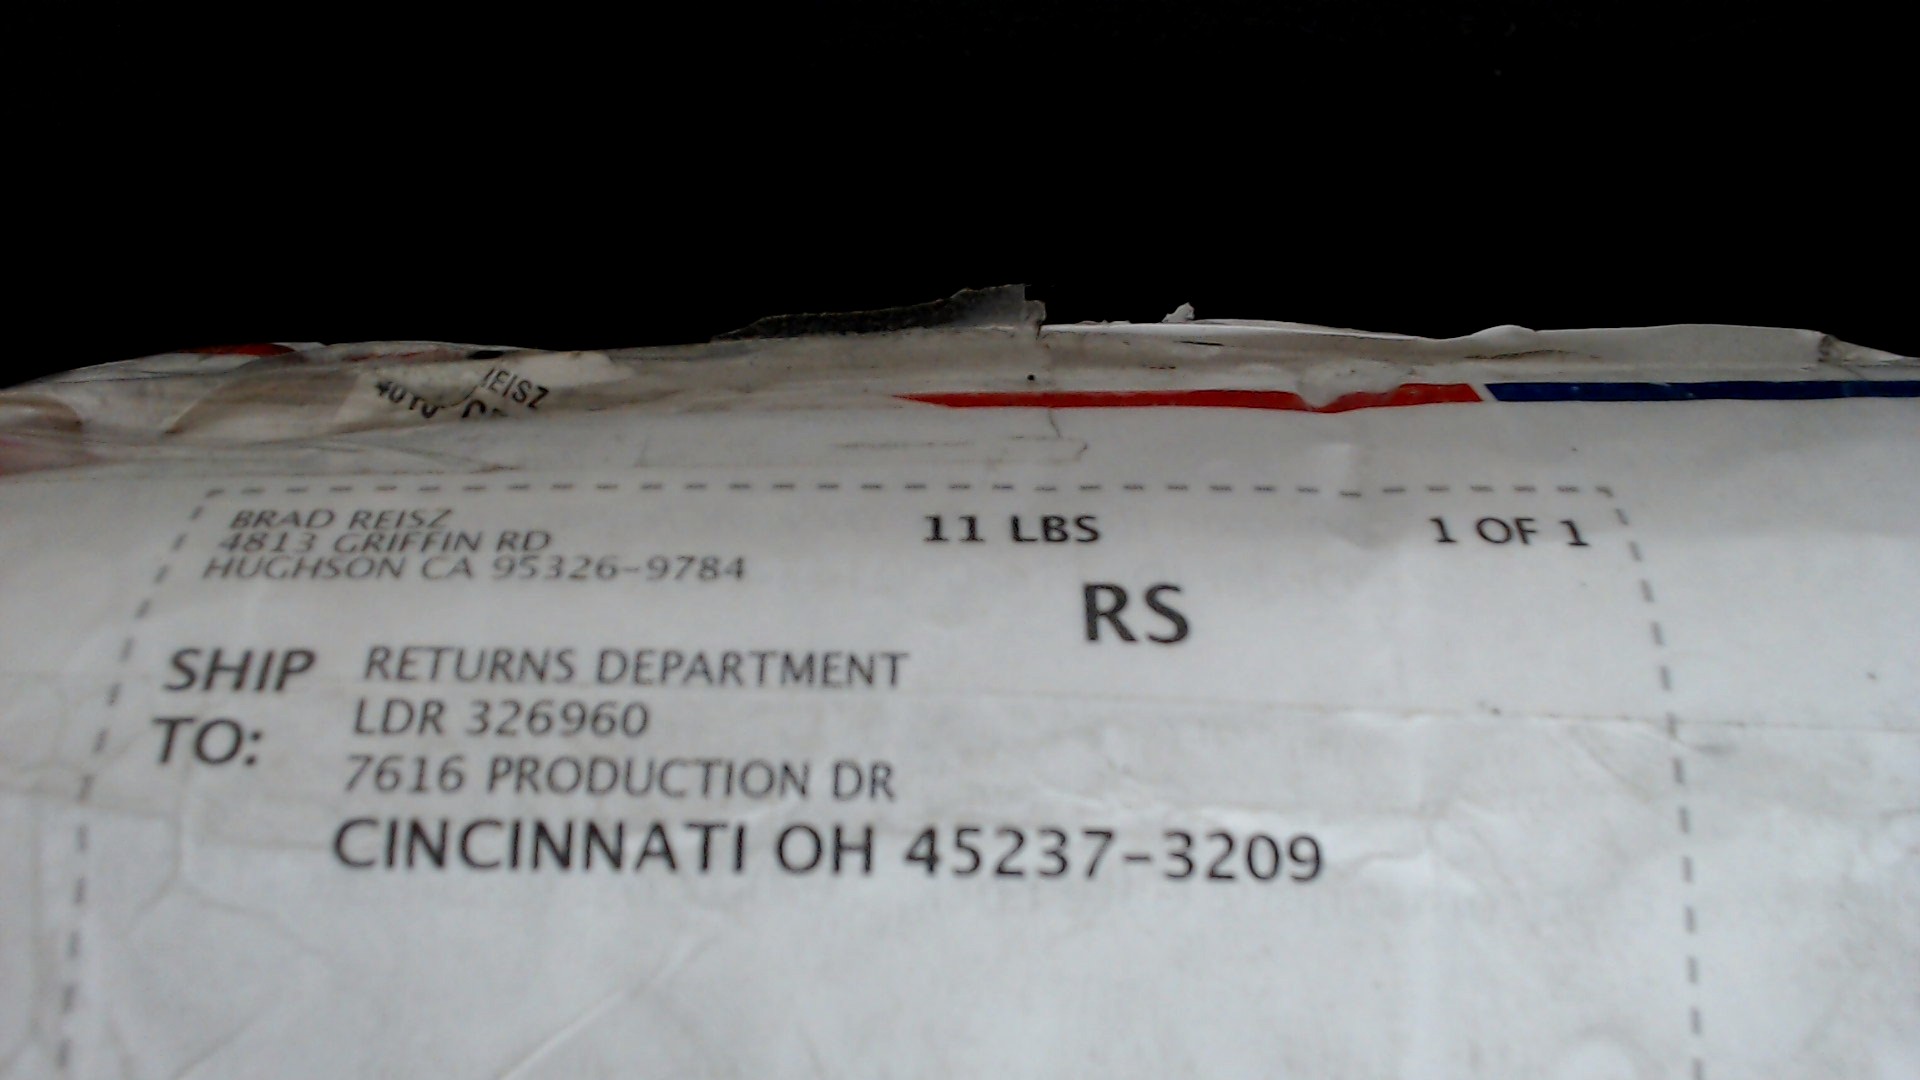 EISZ
BRAD REISZ
4813 GRIFFIN RD
HUGHSON CA 95326-9784
11 LBS
1 OF 1
RS
SHIP TO:
RETURNS DEPARTMENT
LDR 326960
7616 PRODUCTION DR
CINCINNATI OH 45237-3209